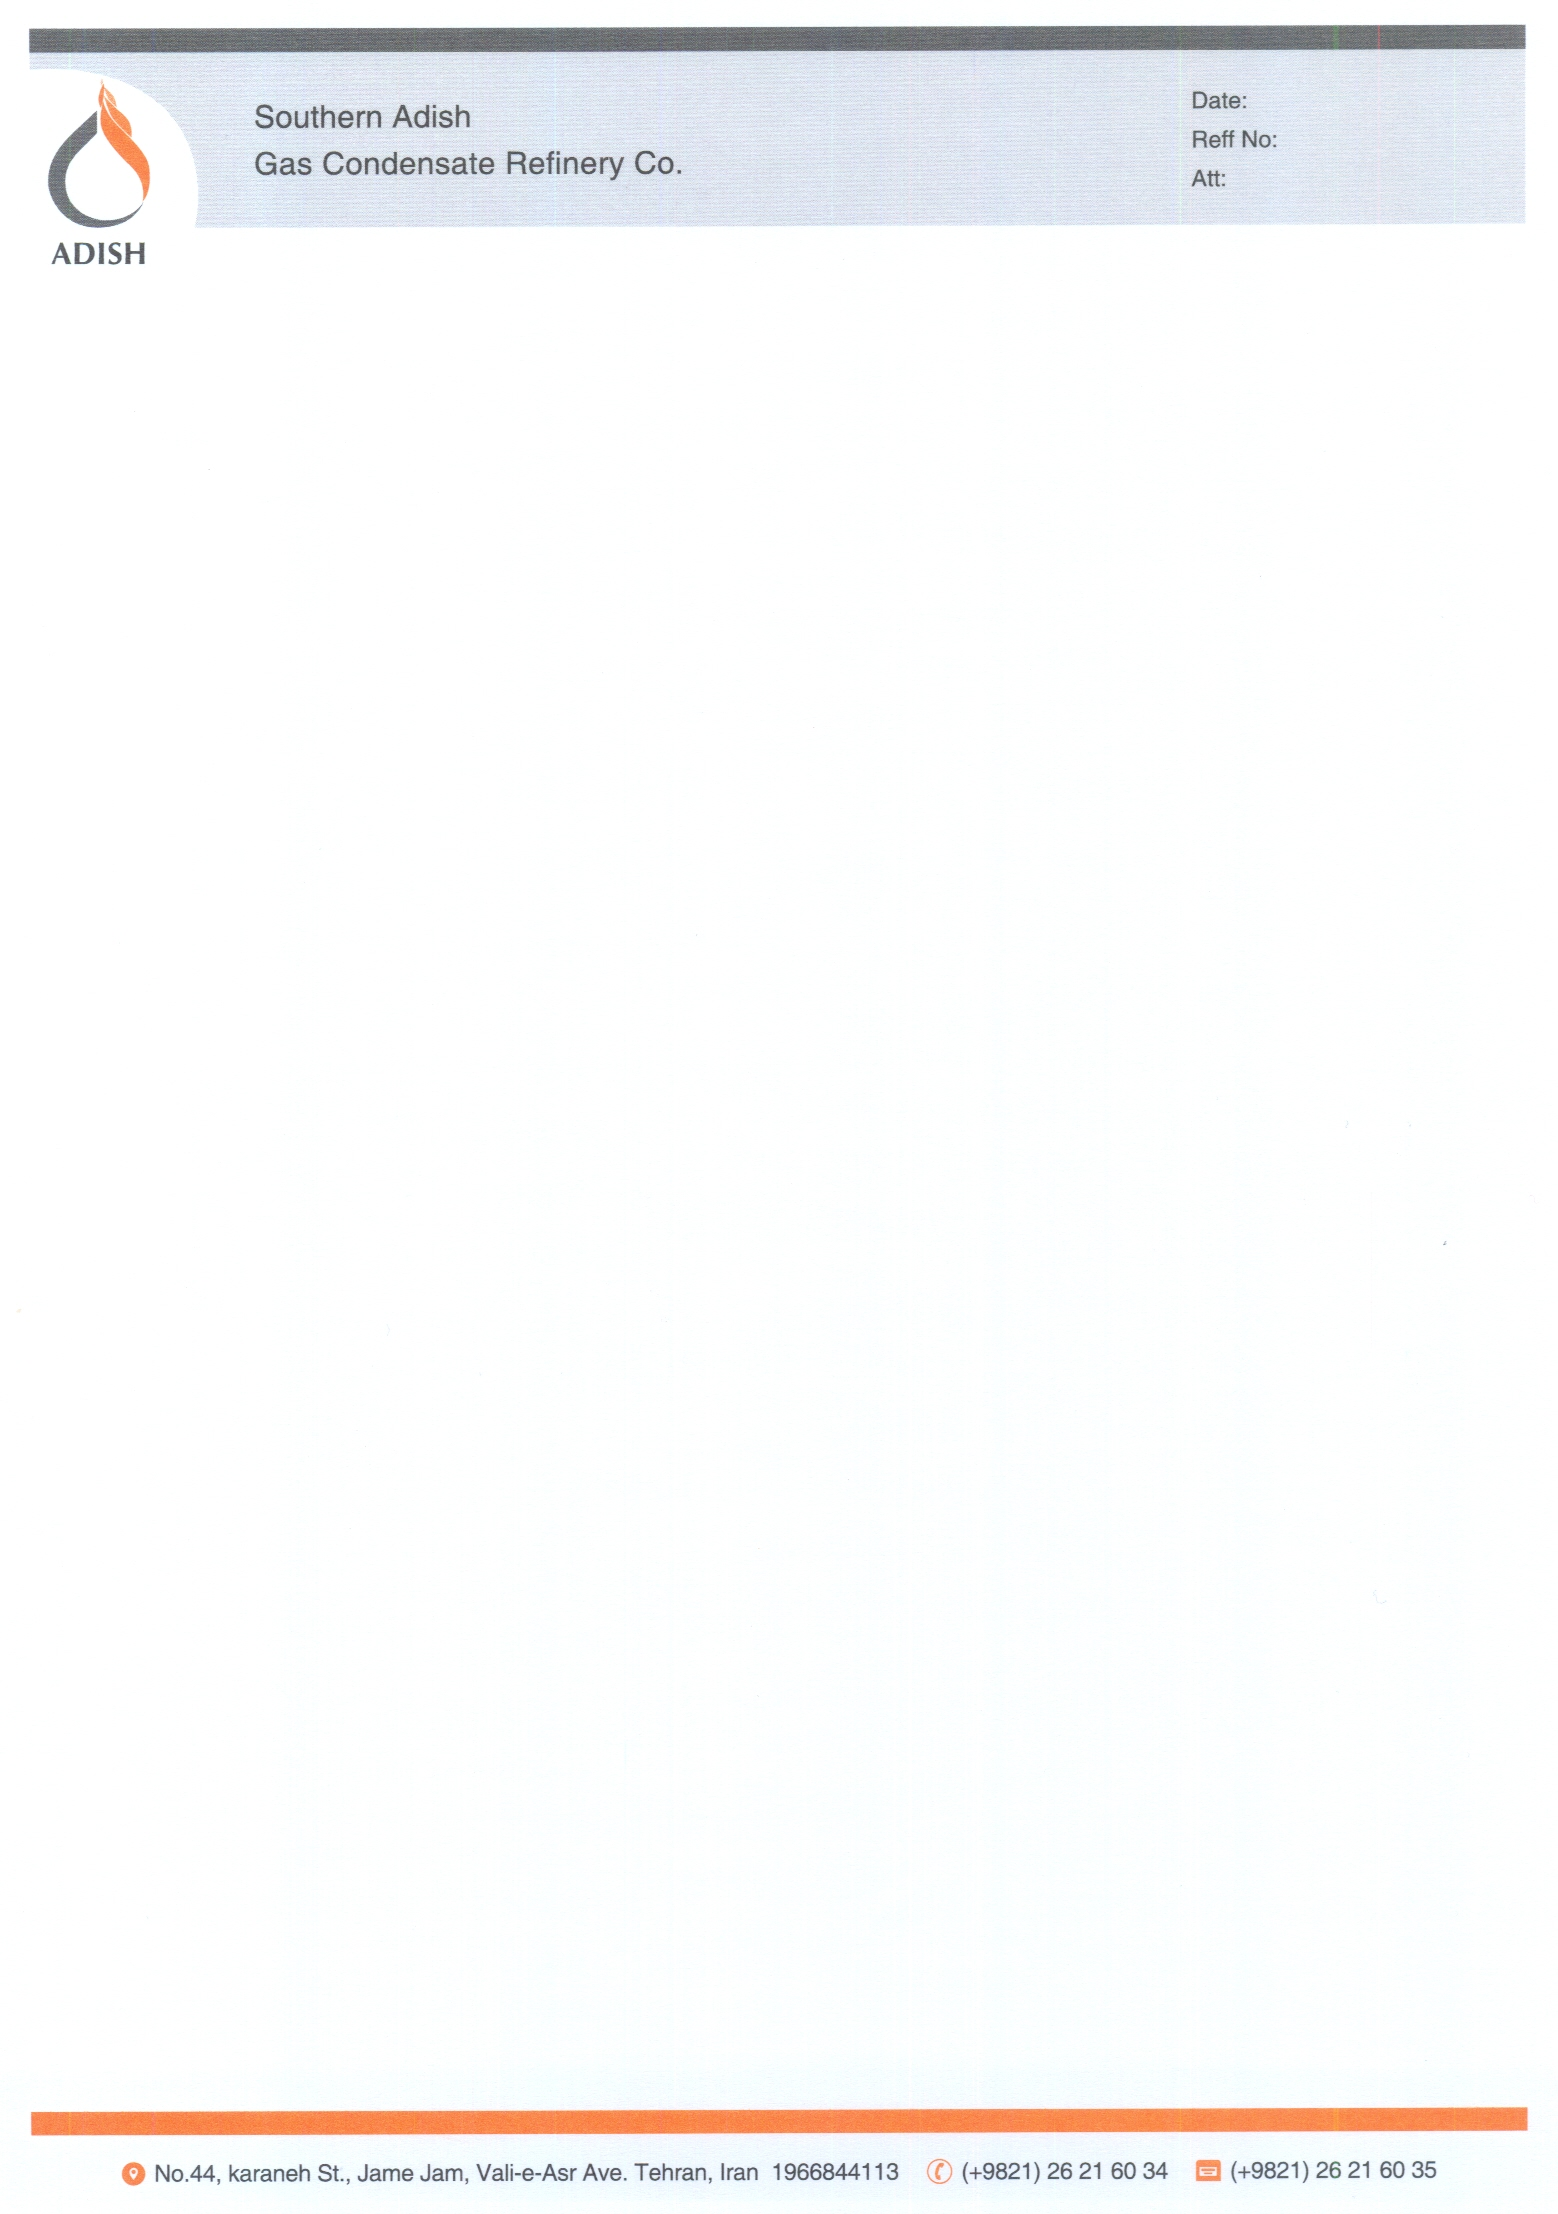 Southern Adish
Gas Condensate Refinery Co.
Date:
Reff No:
Att:
ADISH
No.44, karaneh St., Jame Jam, Vali-e-Asr Ave. Tehran, Iran 1966844113 (+9821) 26 21 60 34 (+9821) 26 21 60 35